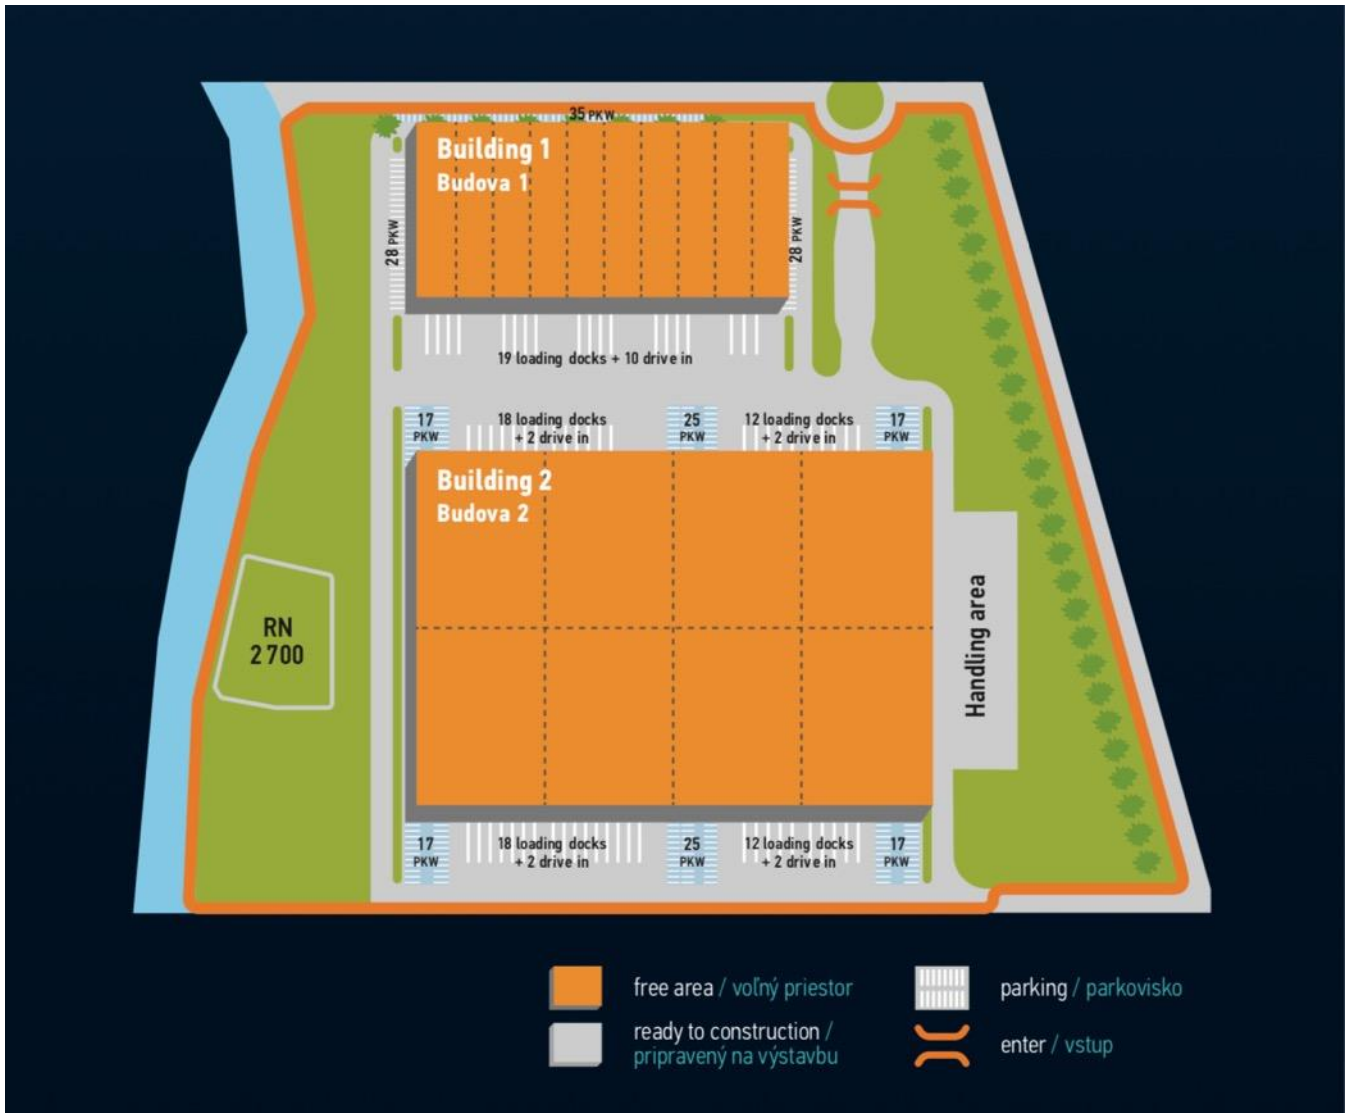 35 PKW
Building 1
Budova 1
28 PKW
28 PKW
19 loading docks + 10 drive in
17
PKW
18 loading docks
+ 2 drive in
25
PKW
12 loading docks
+ 2 drive in
17
PKW
Building 2
Budova 2
RN
2 700
Handling area
17
PKW
18 loading docks
+ 2 drive in
25
PKW
12 loading docks
+ 2 drive in
17
PKW
free area / voľný priestor
ready to construction /
pripravený na výstavbu
parking / parkovisko
enter / vstup